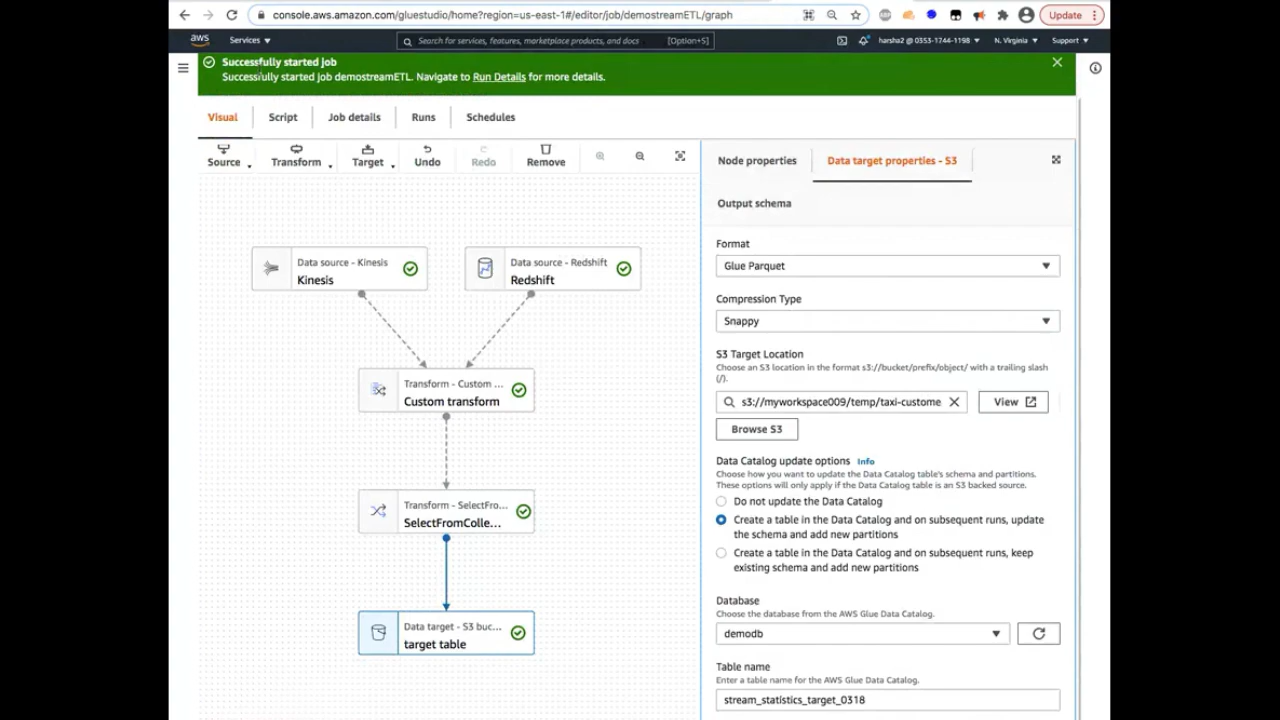 console.aws.amazon.com/gluestudio/home?region=us-east-1#/editor/job/demostreamETL/graph
Update
aws
Services
Search for services, features, marketplace products, and docs
[Option+S]
harsha2 @ 0353-1744-1198
N. Virginia
Support
Successfully started job
Successfully started job demostreamETL. Navigate to Run Details for more details.
Visual
Script
Job details
Runs
Schedules
Source
Transform
Target
Undo
Redo
Remove
Node properties
Data target properties - S3
Output schema
Data source - Kinesis
Kinesis
Data source - Redshift
Redshift
Transform - Custom ...
Custom transform
Transform - SelectFro...
SelectFromColle...
Data target - S3 buc...
target table
Format
Glue Parquet
Compression Type
Snappy
S3 Target Location
Choose an S3 location in the format s3://bucket/prefix/object/ with a trailing slash
(/).
s3://myworkspace009/temp/taxi-custome
View
Browse S3
Data Catalog update options Info
Choose how you want to update the Data Catalog table's schema and partitions.
These options will only apply if the Data Catalog table is an S3 backed source.
Do not update the Data Catalog
Create a table in the Data Catalog and on subsequent runs, update
the schema and add new partitions
Create a table in the Data Catalog and on subsequent runs, keep
existing schema and add new partitions
Database
Choose the database from the AWS Glue Data Catalog.
demodb
Table name
Enter a table name for the AWS Glue Data Catalog.
stream_statistics_target_0318